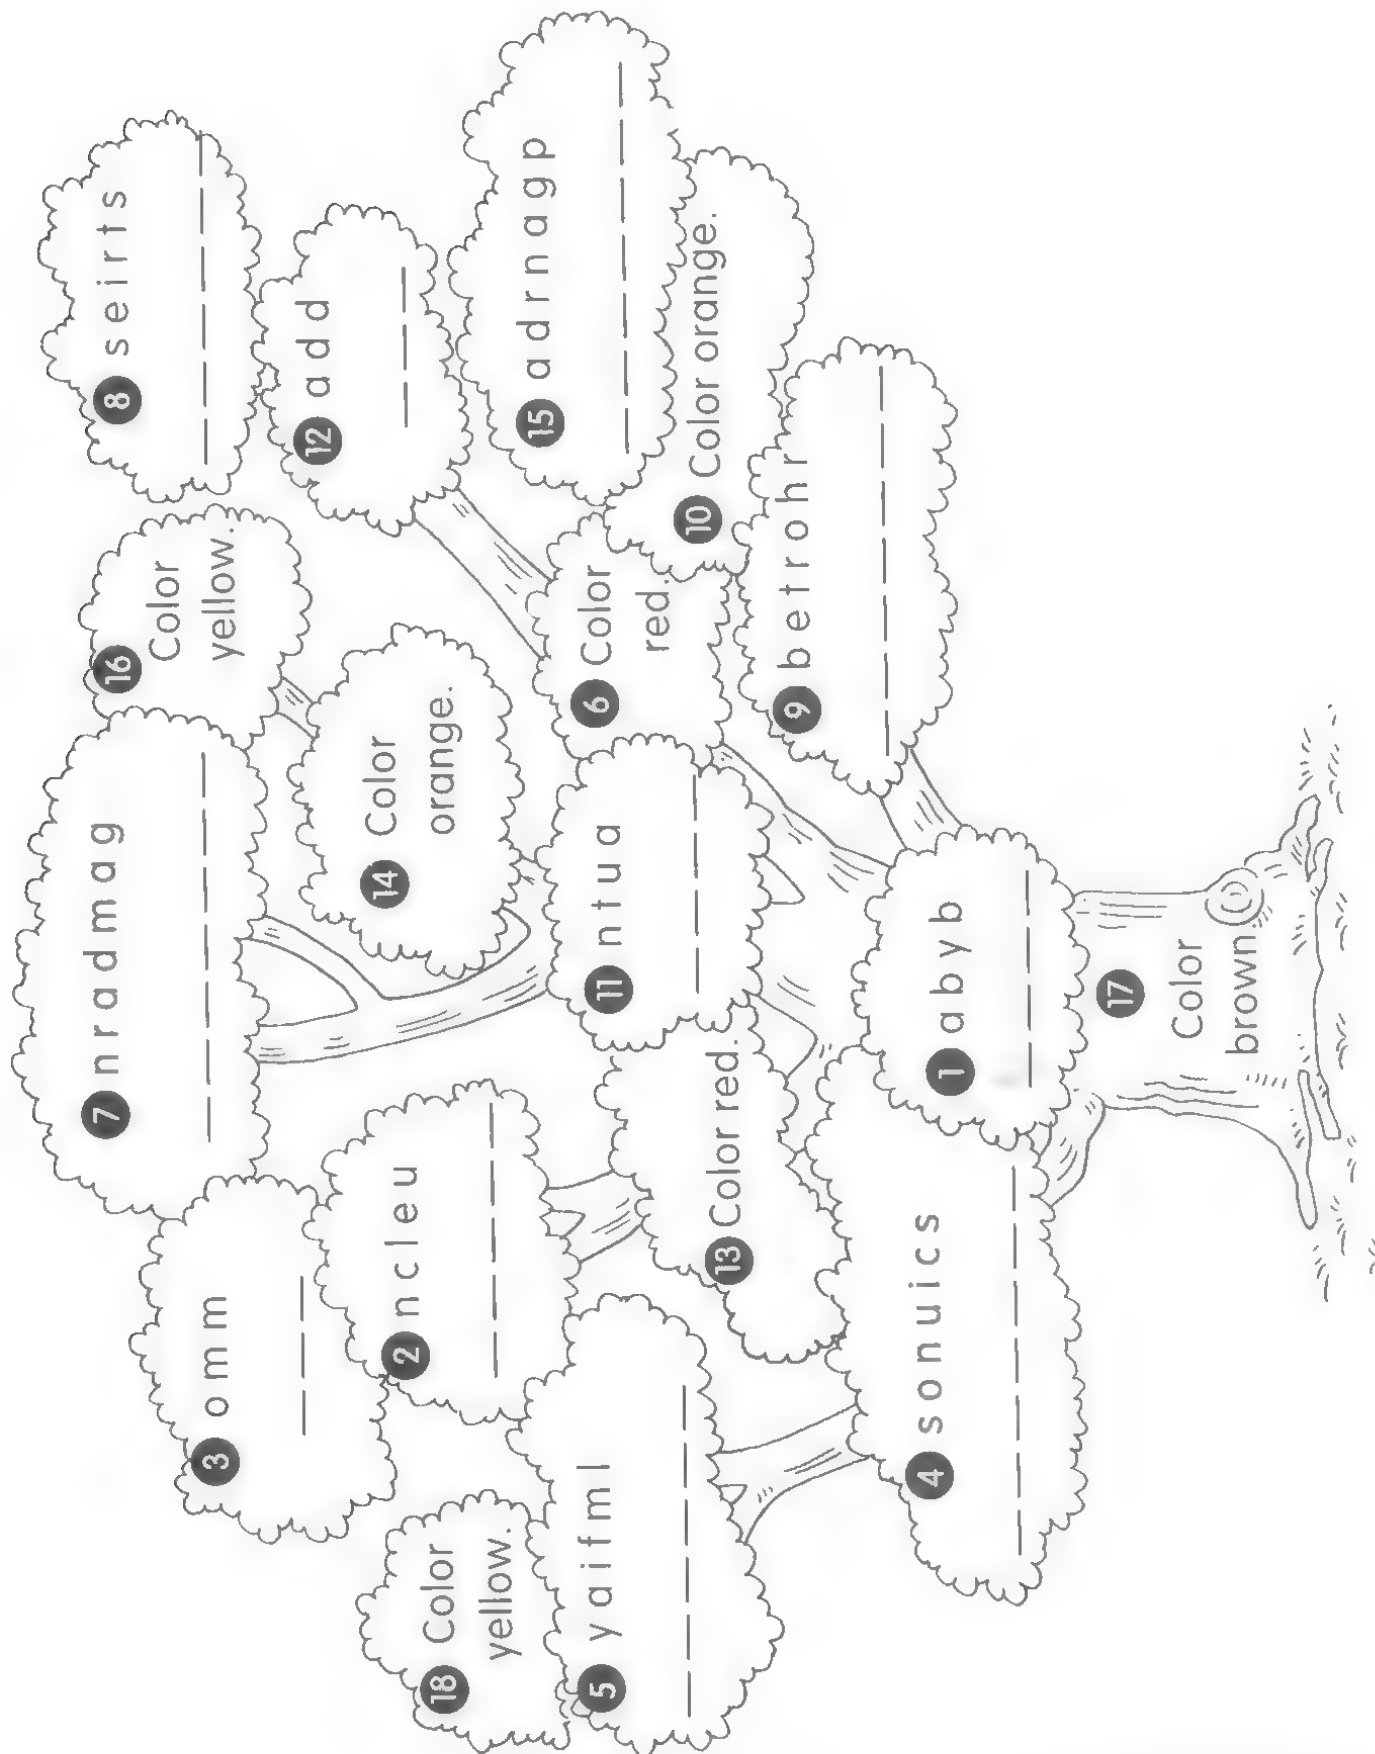 7 nradmag
16 Color
yellow.
8 seirts
3 omm
12 add
2 ncleu
14 Color
orange.
18 Color
yellow.
15 adrnagp
5 yaifml
11 ntua
6 Color
red.
13 Color red.
10 Color orange.
9 betrohr
4 sonuics
1 abyb
17 Color
brown.